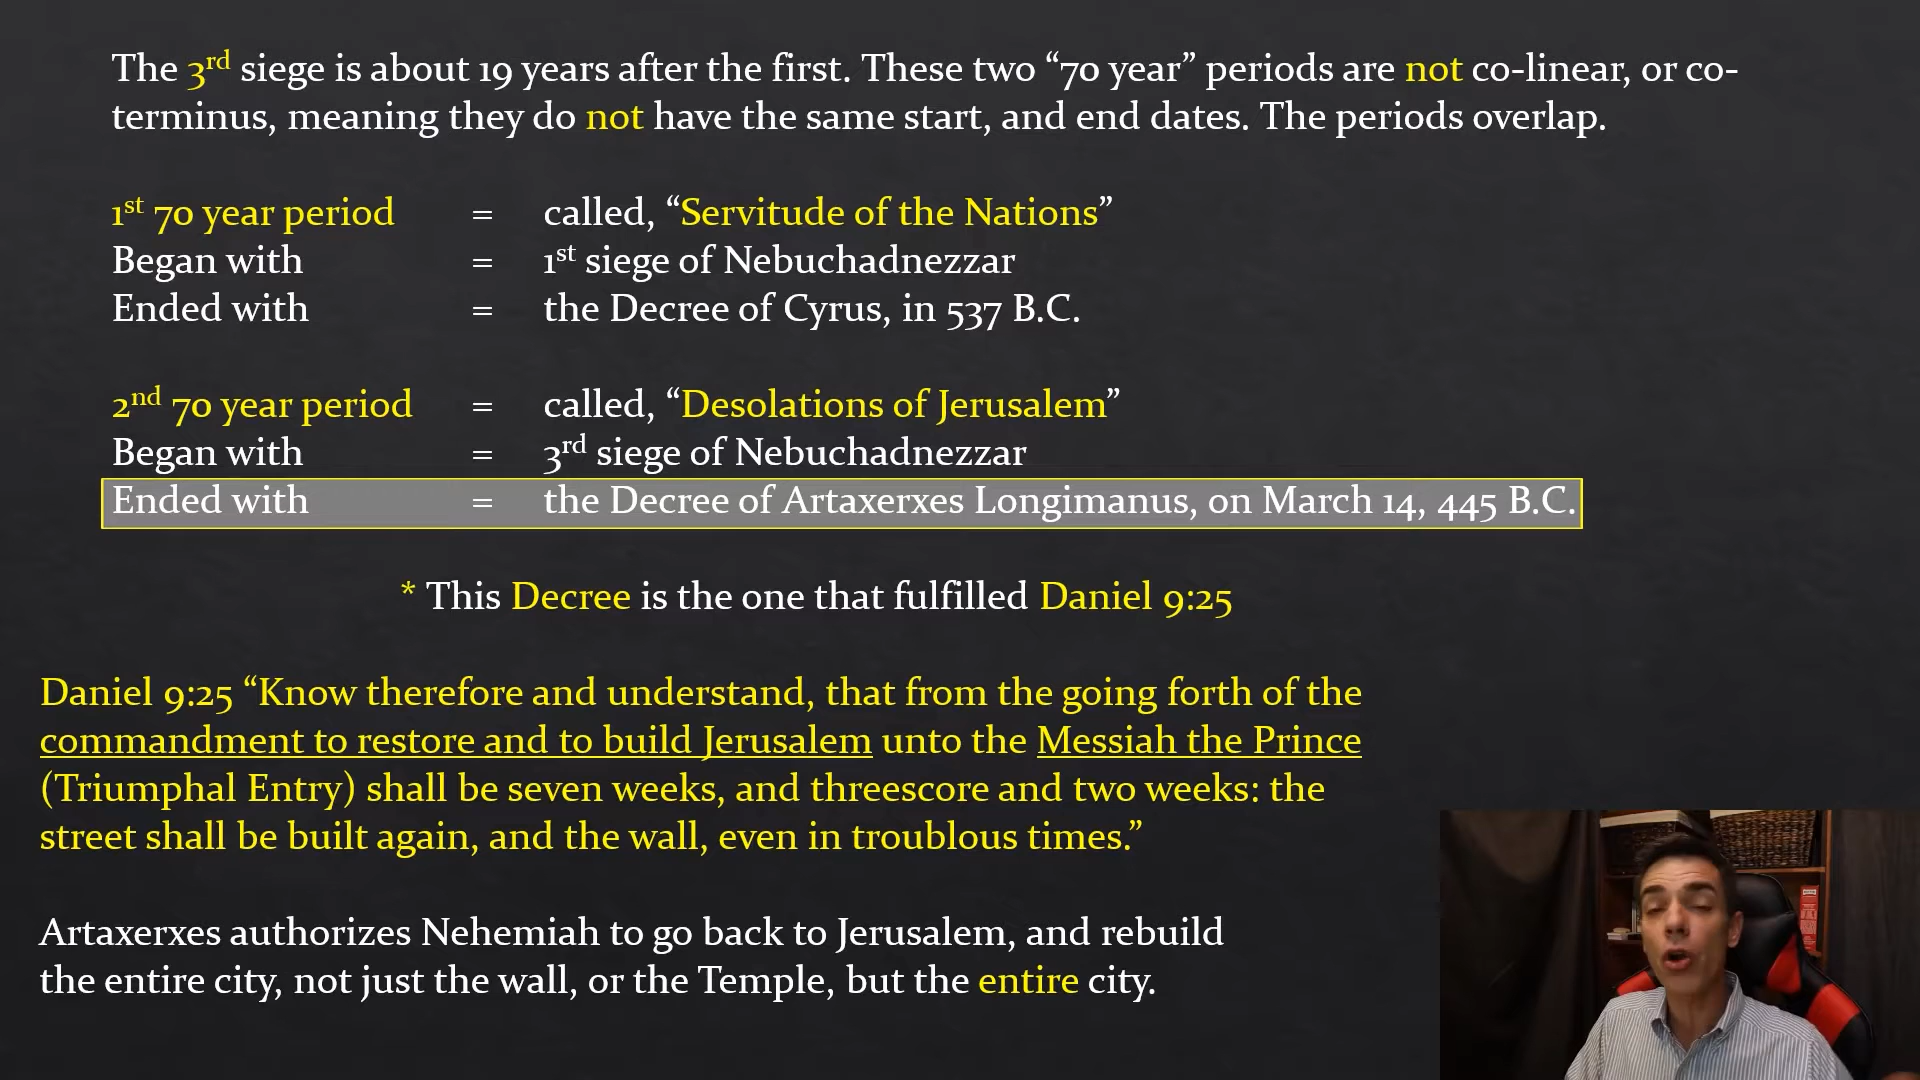 The 3rd siege is about 19 years after the first. These two “70 year” periods are not co-linear, or co-
terminus, meaning they do not have the same start, and end dates. The periods overlap.
1st 70 year period = called, “Servitude of the Nations”
Began with = 1st siege of Nebuchadnezzar
Ended with = the Decree of Cyrus, in 537 B.C.
2nd 70 year period = called, “Desolations of Jerusalem”
Began with = 3rd siege of Nebuchadnezzar
Ended with = the Decree of Artaxerxes Longimanus, on March 14, 445 B.C.
* This Decree is the one that fulfilled Daniel 9:25
Daniel 9:25 “Know therefore and understand, that from the going forth of the
commandment to restore and to build Jerusalem unto the Messiah the Prince
(Triumphal Entry) shall be seven weeks, and threescore and two weeks: the
street shall be built again, and the wall, even in troublous times.”
Artaxerxes authorizes Nehemiah to go back to Jerusalem, and rebuild
the entire city, not just the wall, or the Temple, but the entire city.